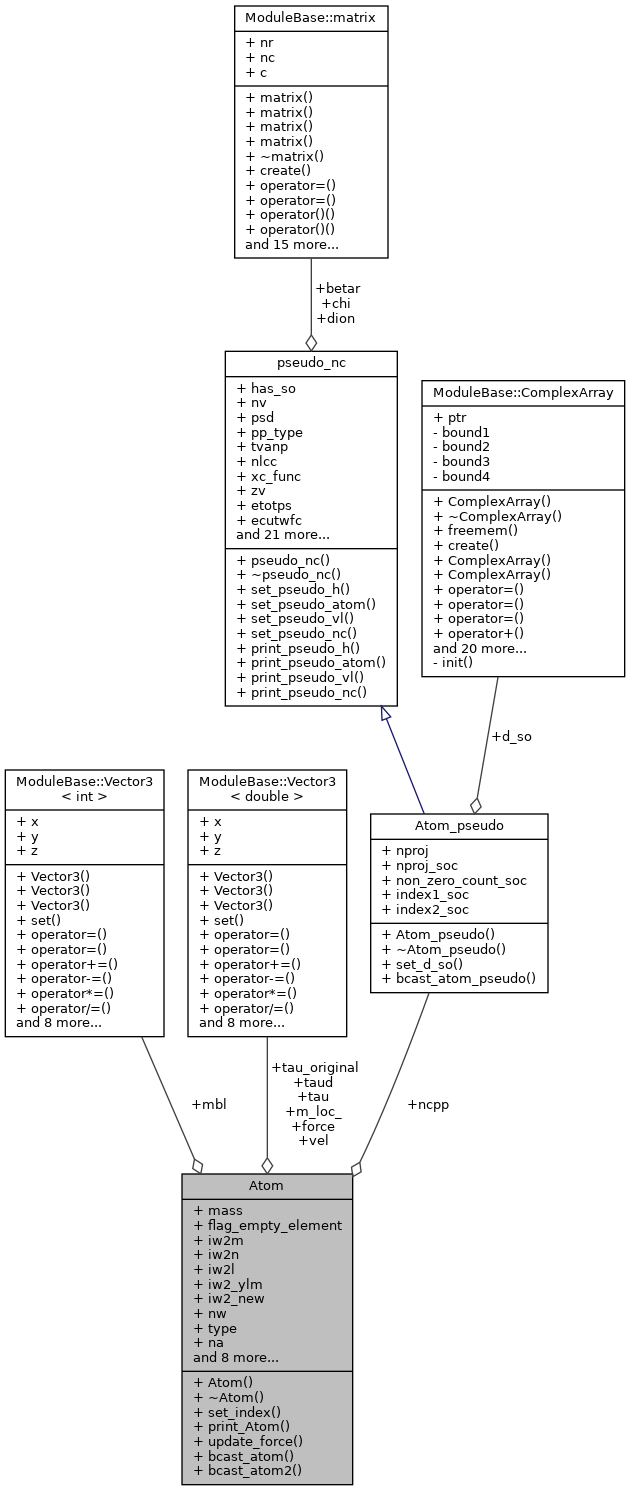 ModuleBase::matrix
+ nr
+ nc
+ c
+ matrix()
+ matrix()
+ matrix()
+ matrix()
+ ~matrix()
+ create()
+ operator=()
+ operator=()
+ operator()()
+ operator()()
and 15 more...
+betar
+chi
+dion
pseudo_nc
+ has_so
+ nv
+ psd
+ pp_type
+ tvanp
+ nlcc
+ xc_func
+ zv
+ etotps
+ ecutwfc
and 21 more...
+ pseudo_nc()
+ ~pseudo_nc()
+ set_pseudo_h()
+ set_pseudo_atom()
+ set_pseudo_vl()
+ set_pseudo_nc()
+ print_pseudo_h()
+ print_pseudo_atom()
+ print_pseudo_vl()
+ print_pseudo_nc()
ModuleBase::ComplexArray
+ ptr
- bound1
- bound2
- bound3
- bound4
+ ComplexArray()
+ ~ComplexArray()
+ freemem()
+ create()
+ ComplexArray()
+ ComplexArray()
+ operator=()
+ operator=()
+ operator=()
+ operator+()
and 20 more...
- init()
+d_so
ModuleBase::Vector3
< int >
+ x
+ y
+ z
+ Vector3()
+ Vector3()
+ Vector3()
+ set()
+ operator=()
+ operator=()
+ operator+=()
+ operator-=()
+ operator*=()
+ operator/=()
and 8 more...
ModuleBase::Vector3
< double >
+ x
+ y
+ z
+ Vector3()
+ Vector3()
+ Vector3()
+ set()
+ operator=()
+ operator=()
+ operator+=()
+ operator-=()
+ operator*=()
+ operator/=()
and 8 more...
Atom_pseudo
+ nproj
+ nproj_soc
+ non_zero_count_soc
+ index1_soc
+ index2_soc
+ Atom_pseudo()
+ ~Atom_pseudo()
+ set_d_so()
+ bcast_atom_pseudo()
+mbl
+tau_original
+taud
+tau
+m_loc_
+force
+vel
+ncpp
Atom
+ mass
+ flag_empty_element
+ iw2m
+ iw2n
+ iw2l
+ iw2_ylm
+ iw2_new
+ nw
+ type
+ na
and 8 more...
+ Atom()
+ ~Atom()
+ set_index()
+ print_Atom()
+ update_force()
+ bcast_atom()
+ bcast_atom2()